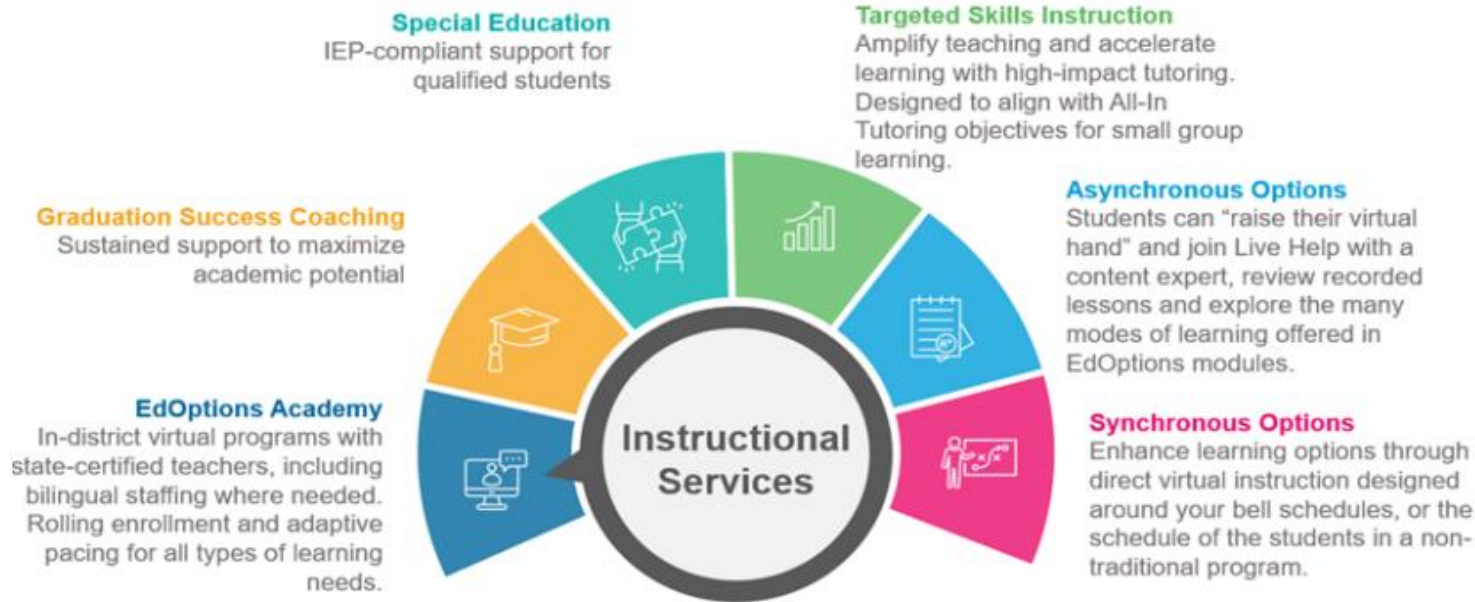 Special Education
IEP-compliant support for
qualified students
Targeted Skills Instruction
Amplify teaching and accelerate
learning with high-impact tutoring.
Designed to align with All-In
Tutoring objectives for small group
learning.
Graduation Success Coaching
Sustained support to maximize
academic potential
Asynchronous Options
Students can “raise their virtual
hand” and join Live Help with a
content expert, review recorded
lessons and explore the many
modes of learning offered in
EdOptions modules.
EdOptions Academy
In-district virtual programs with
state-certified teachers, including
bilingual staffing where needed.
Rolling enrollment and adaptive
pacing for all types of learning
needs.
Instructional
Services
Synchronous Options
Enhance learning options through
direct virtual instruction designed
around your bell schedules, or the
schedule of the students in a non-
traditional program.